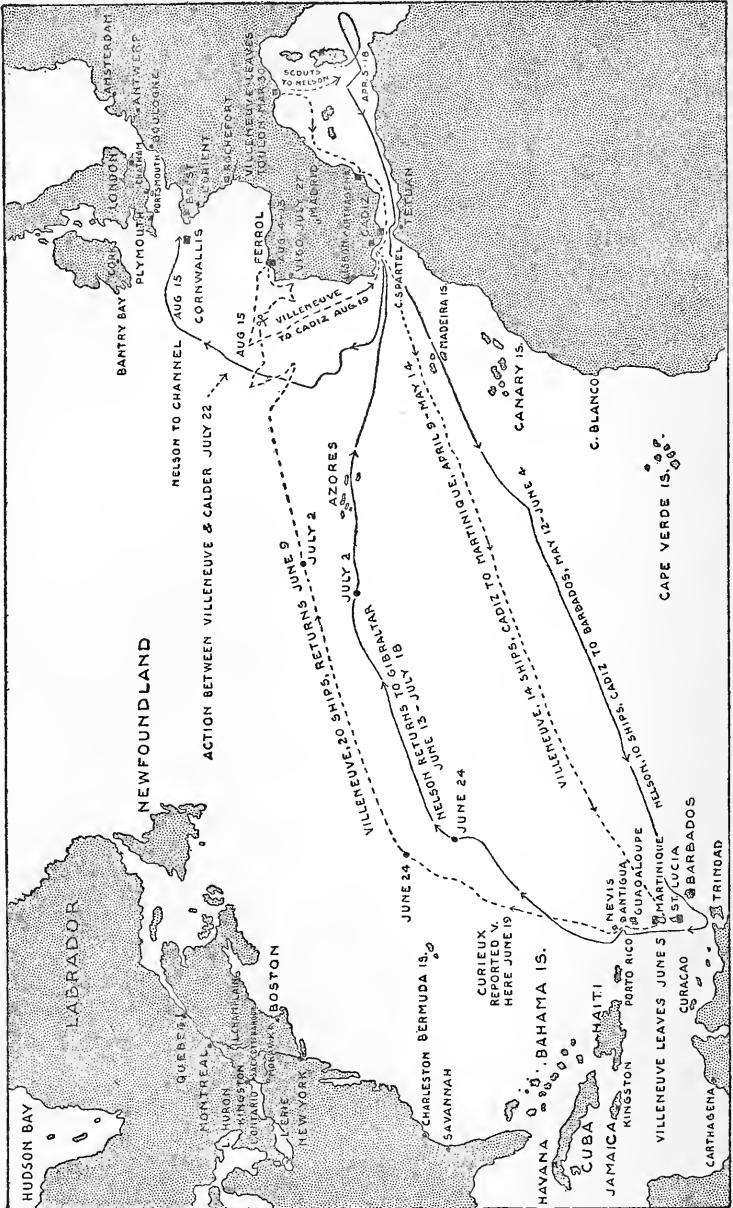 HUDSON BAY
LABRADOR
NEWFOUNDLAND
QUEBEC
MONTREAL
HURON
KINGSTON
L.CHAMPLAIN
ONTARIO
L.ERIE
NEW YORK
BOSTON
CHARLESTON
SAVANNAH
BERMUDA IS.
BAHAMA IS.
HAVANA
CUBA
HAITI
JAMAICA
KINGSTON
PORTO RICO
NEVIS
ANTIGUA
GUADALOUPE
MARTINIQUE
ST. LUCIA
BARBADOS
TRINDAD
CURACAO
CARTHAGENA
VILLENEUVE LEAVES JUNE 5
CURIEUX
REPORTED V.
HERE JUNE 19
JUNE 24
JUNE 24
VILLENEUVE, 20 SHIPS, RETURNS JUNE 9
JULY 2
NELSON RETURNS TO GIBRALTAR
JUNE 13 - JULY 18
JULY 2
AZORES
VILLENEUVE, 14 SHIPS, CADIZ TO MARTINIQUE, APRIL 9 - MAY 14
NELSON, 10 SHIPS, CADIZ TO BARBADOS, MAY 12-JUNE 4
ACTION BETWEEN VILLENEUVE & CALDER JULY 22
NELSON TO CHANNEL
AUG 15
CORNWALLIS
BANTRY BAY
CORK
PLYMOUTH
PORTSMOUTH
LONDON
CHATHAM
AMSTERDAM
ANTWERP
BOULOGNE
BREST
L'ORIENT
ROCHEFORT
FERROL
AUG 15
VIGO, JULY 27
VILLENEUVE
TO CADIZ AUG 19
MADRID
LISBON
CARTHAGENA
CADIZ
VILLENEUVE LEAVES
TOULON MAR 30
SCOUTS
TO NELSON
APR. 5-18
TETUAN
C. SPARTEL
MADEIRA IS.
CANARY IS.
C. BLANCO
CAPE VERDE IS.